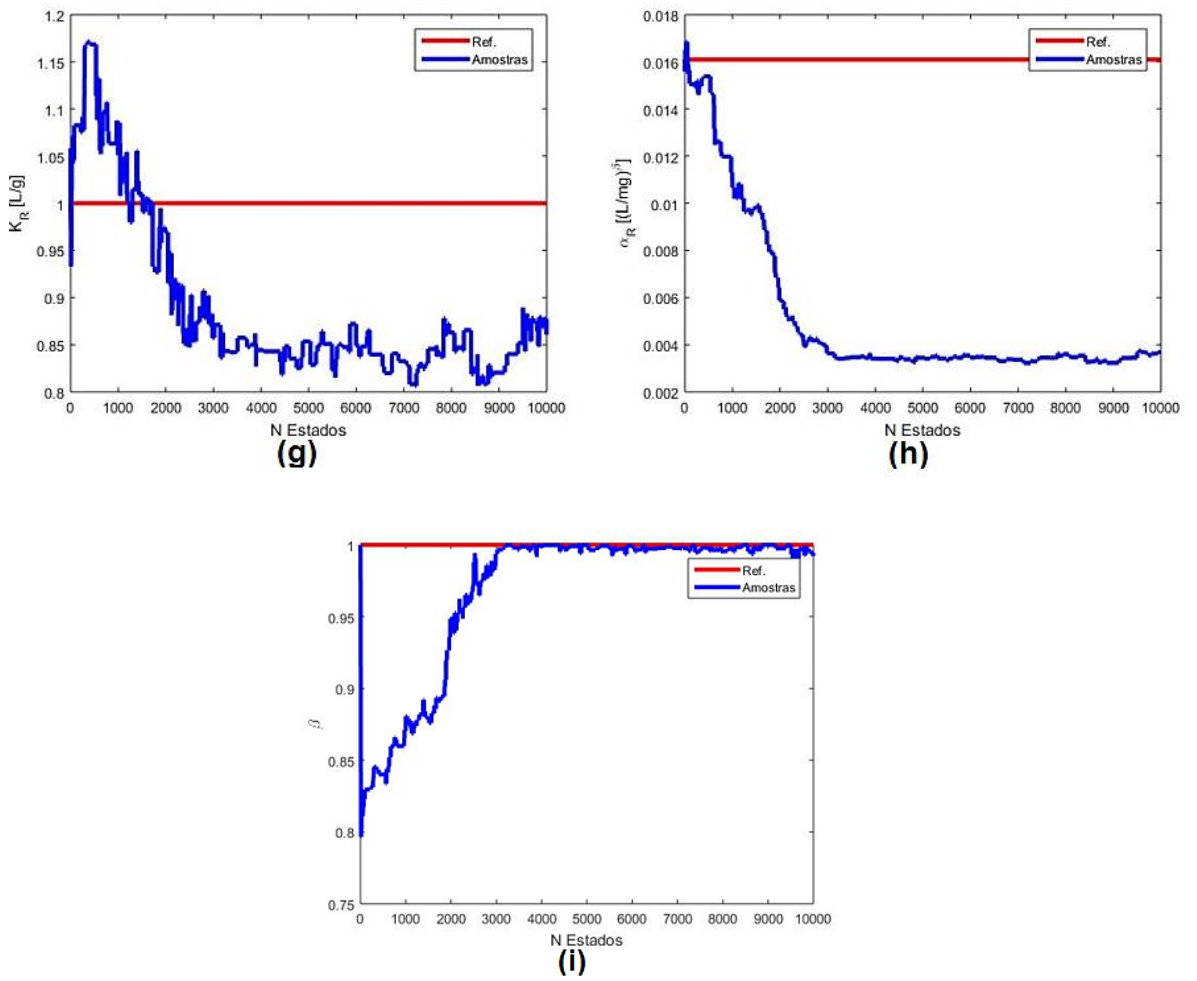 1.2
1.15
1.1
1.05
1
0.95
0.9
0.85
0.8
K_R [L/g]
Ref.
Amostras
0 1000 2000 3000 4000 5000 6000 7000 8000 9000 10000
N Estados
(g)
0.018
0.016
0.014
0.012
0.01
0.008
0.006
0.004
0.002
α_R [(L/mg)^β]
Ref.
Amostras
0 1000 2000 3000 4000 5000 6000 7000 8000 9000 10000
N Estados
(h)
1
0.95
0.9
0.85
0.8
0.75
β
Ref.
Amostras
0 1000 2000 3000 4000 5000 6000 7000 8000 9000 10000
N Estados
(i)